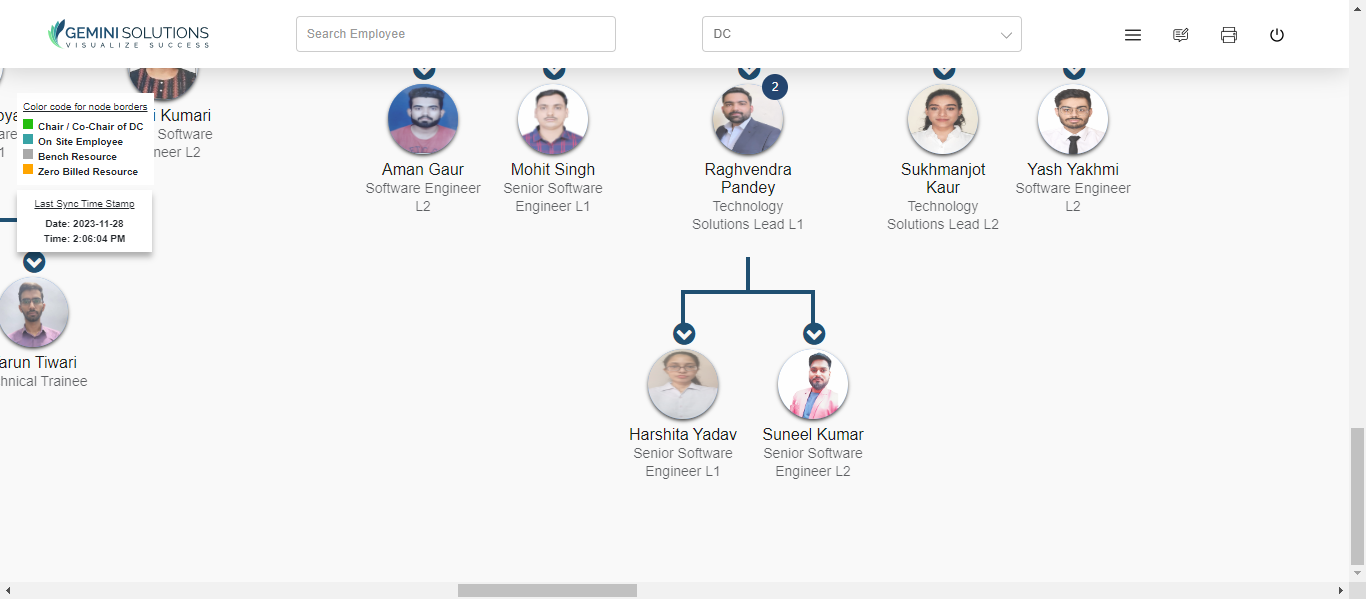 GEMINI SOLUTIONS
VISUALIZE SUCCESS
Search Employee
DC
2
Color code for node borders
Chair / Co-Chair of DC
On Site Employee
Bench Resource
Zero Billed Resource
i Kumari
Software
neer L2
Last Sync Time Stamp
Date: 2023-11-28
Time: 2:06:04 PM
Aman Gaur
Software Engineer
L2
Mohit Singh
Senior Software
Engineer L1
Raghvendra
Pandey
Technology
Solutions Lead L1
Sukhmanjot
Kaur
Technology
Solutions Lead L2
Yash Yakhmi
Software Engineer
L2
arun Tiwari
hnical Trainee
Harshita Yadav
Senior Software
Engineer L1
Suneel Kumar
Senior Software
Engineer L2